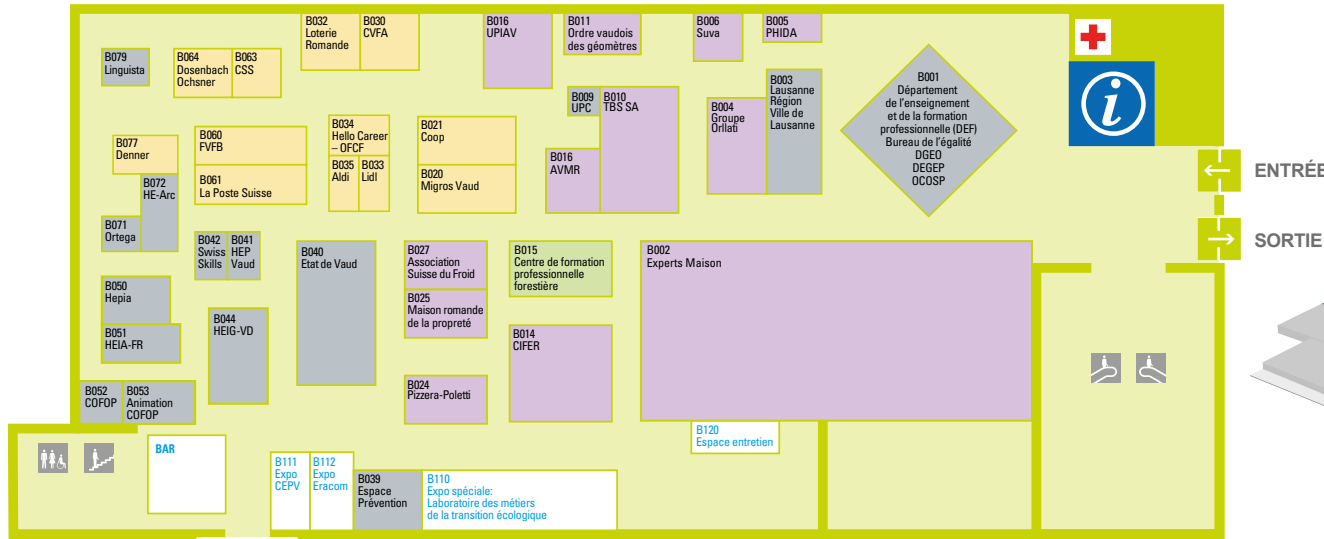 B032
Loterie
Romande
B030
CVFA
B016
UPIAV
B011
Ordre vaudois
des géomètres
B006
Suva
B005
PHIDA
B079
Linguista
B064
Dosenbach
Ochsner
B063
CSS
B009
UPC
B010
TBS SA
B004
Groupe
Orllati
B003
Lausanne
Région
Ville de
Lausanne
B001
Département
de l'enseignement
et de la formation
professionnelle (DEF)
Bureau de l'égalité
DGEO
DEGEP
OCOSP
i
B077
Denner
B060
FVFB
B034
Hello Career
– OFCF
B021
Coop
B016
AVMR
B072
HE-Arc
B061
La Poste Suisse
B035
Aldi
B033
Lidl
B020
Migros Vaud
ENTRÉE
B071
Ortega
B042
Swiss
Skills
B041
HEP
Vaud
B040
Etat de Vaud
B027
Association
Suisse du Froid
B015
Centre de formation
professionnelle
forestière
B002
Experts Maison
SORTIE
B050
Hepia
B025
Maison romande
de la propreté
B044
HEIG-VD
B051
HEIA-FR
B014
CIFER
B052
COFOP
B053
Animation
COFOP
B024
Pizzera-Poletti
BAR
B120
Espace entretien
B111
Expo
CEPV
B112
Expo
Eracom
B039
Espace
Prévention
B110
Expo spéciale:
Laboratoire des métiers
de la transition écologique